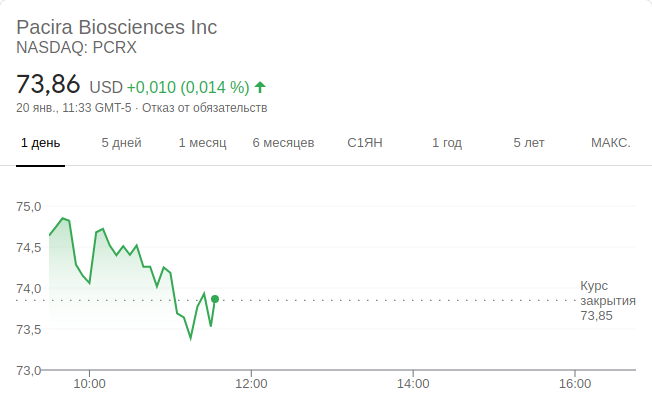 Pacira Biosciences Inc
NASDAQ: PCRX
73,86 USD +0,010 (0,014 %)
20 янв., 11:33 GMT-5 · Отказ от обязательств
1 день 5 дней 1 месяц 6 месяцев С1ЯН 1 год 5 лет МАКС.
75,0
74,5
74,0
73,5
73,0
Курс
закрытия
73,85
10:00 12:00 14:00 16:00